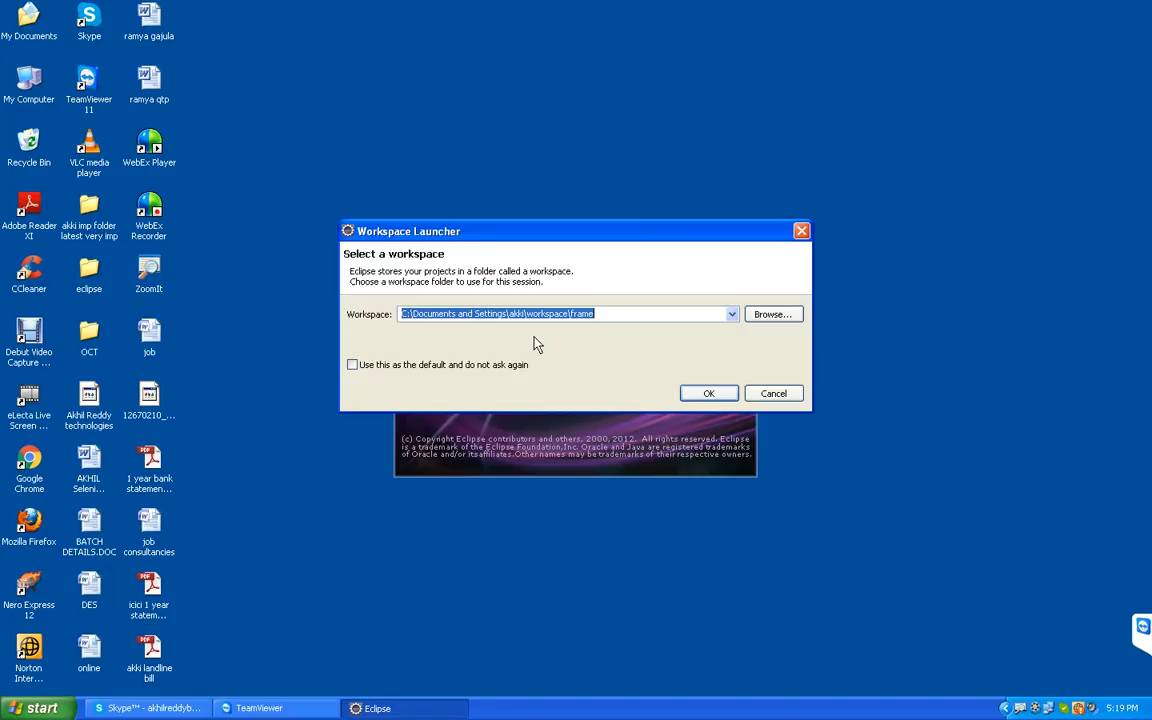 My Documents
Skype
ramya gajula
My Computer
TeamViewer
11
ramya qtp
Recycle Bin
VLC media
player
WebEx Player
Adobe Reader
XI
akki imp folder
latest very imp
WebEx
Recorder
CCleaner
eclipse
ZoomIt
Debut Video
Capture ...
OCT
job
eLecta Live
Screen ...
Akhil Reddy
technologies
12670210_...
Google
Chrome
AKHIL
Seleni...
1 year bank
statemen...
Mozilla Firefox
BATCH
DETAILS.DOC
job
consultancies
Nero Express
12
DES
icici 1 year
statem...
Norton
Inter...
online
akki landline
bill
Workspace Launcher
Select a workspace
Eclipse stores your projects in a folder called a workspace.
Choose a workspace folder to use for this session.
Workspace: C:\Documents and Settings\akki\workspace\frame Browse...
Use this as the default and do not ask again
OK Cancel
(c) Copyright Eclipse contributors and others, 2000, 2012. All rights reserved. Eclipse
is a trademark of the Eclipse Foundation,Inc. Oracle and Java are registered trademark
of Oracle and/or itsaffiliates.Other names may be trademarks of their respective owners.
start Skype™ - akhilreddyb... TeamViewer Eclipse 5:19 PM